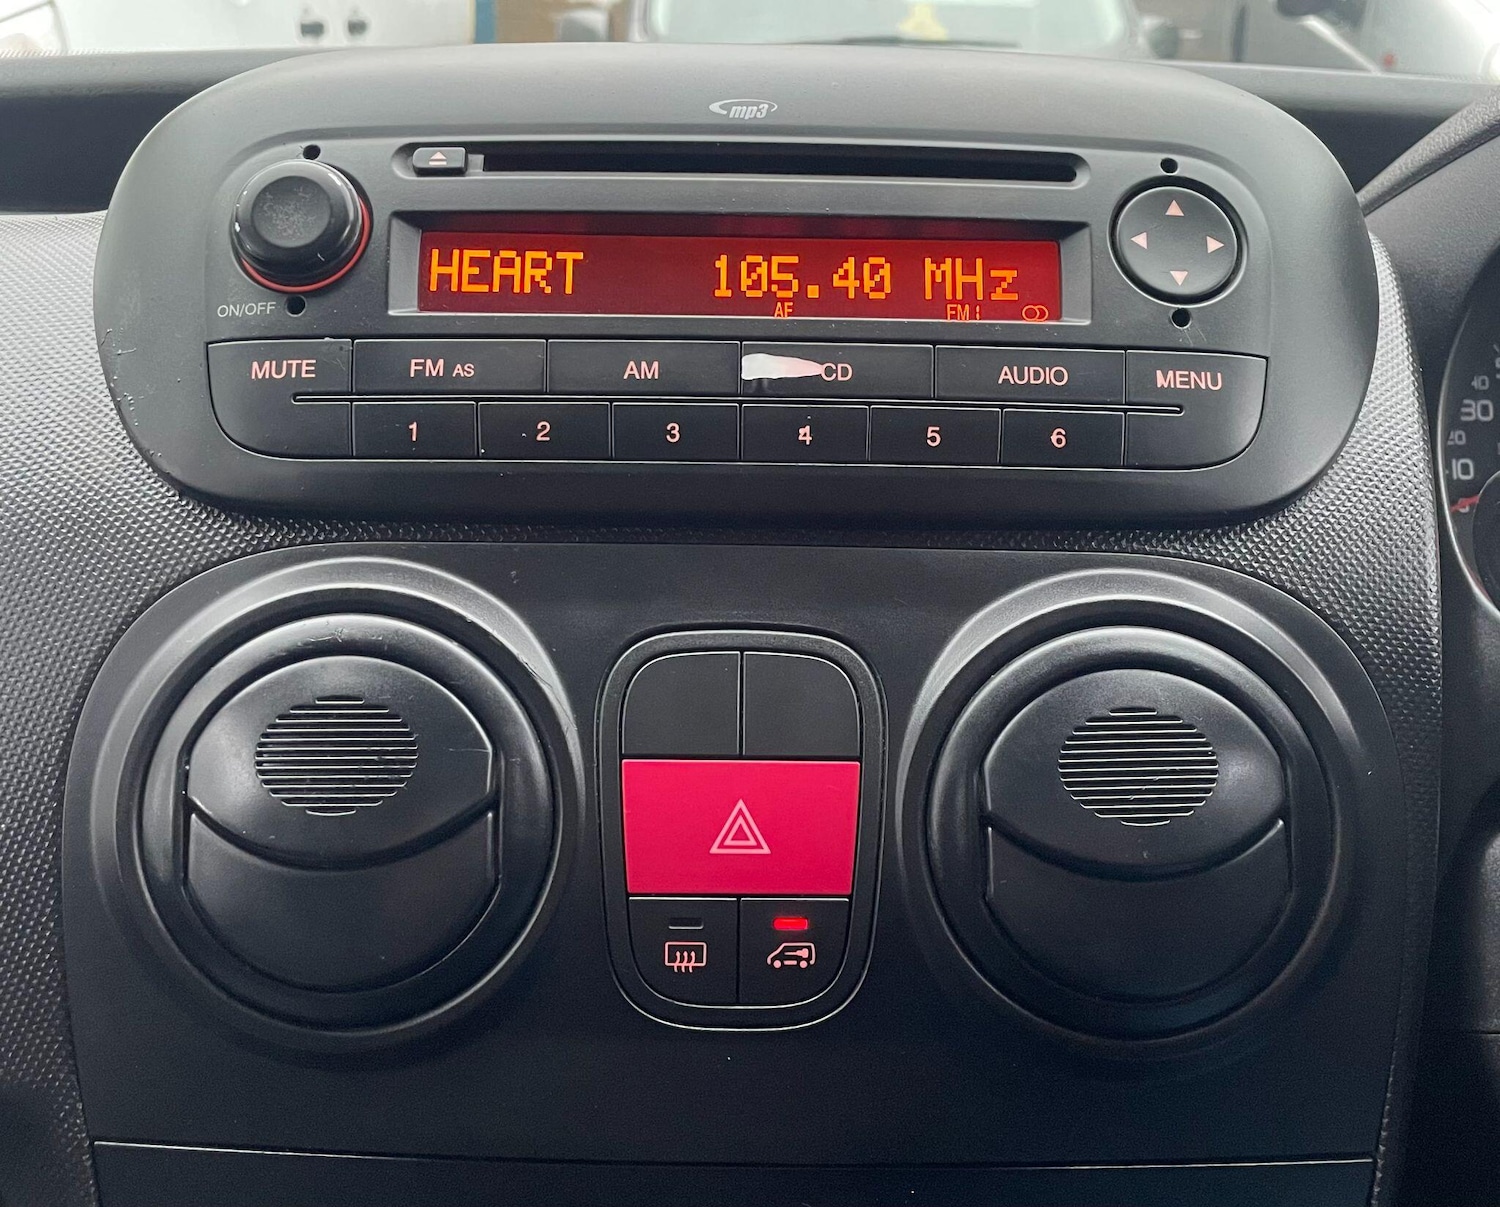 mp3
HEART 105.40 MHz
AF FM1
ON/OFF
MUTE FM AS AM CD AUDIO MENU
1 2 3 4 5 6
40
30
20
10